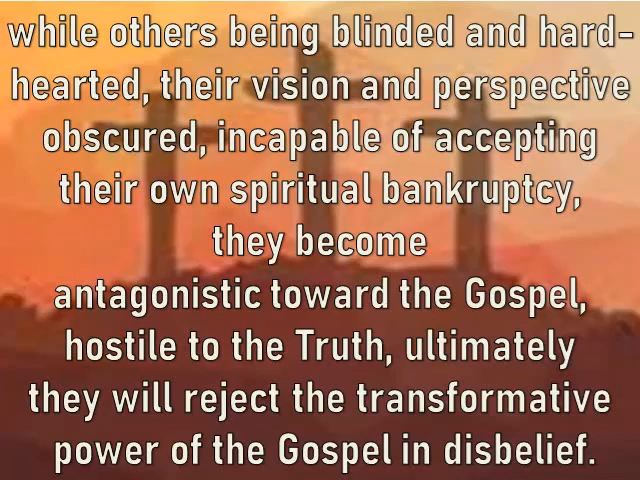 while others being blinded and hard-
hearted, their vision and perspective
obscured, incapable of accepting
their own spiritual bankruptcy,
they become
antagonistic toward the Gospel,
hostile to the Truth, ultimately
they will reject the transformative
power of the Gospel in disbelief.